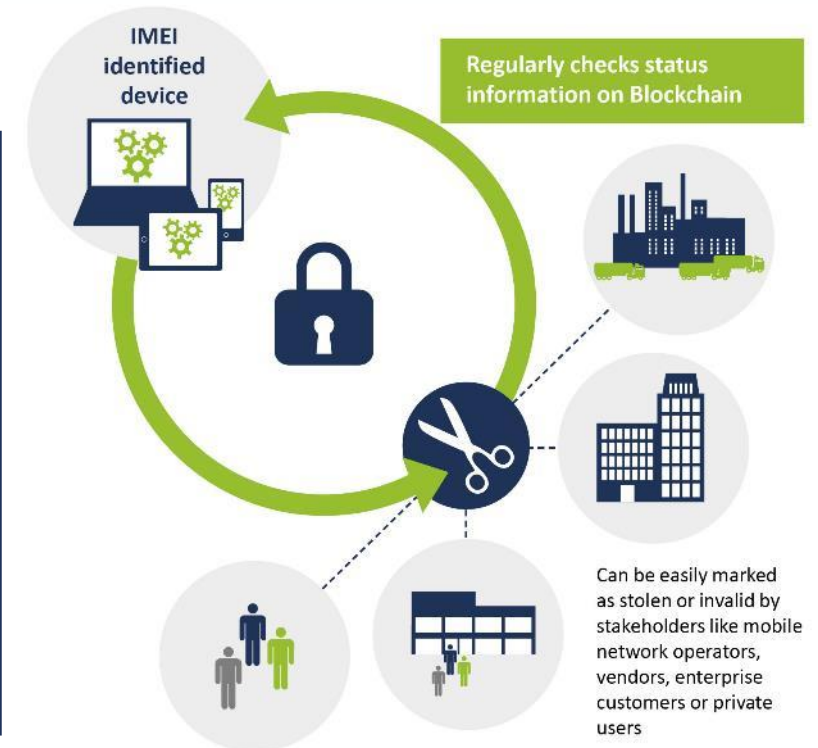 IMEI
identified
device
Regularly checks status
information on Blockchain
Can be easily marked
as stolen or invalid by
stakeholders like mobile
network operators,
vendors, enterprise
customers or private
users